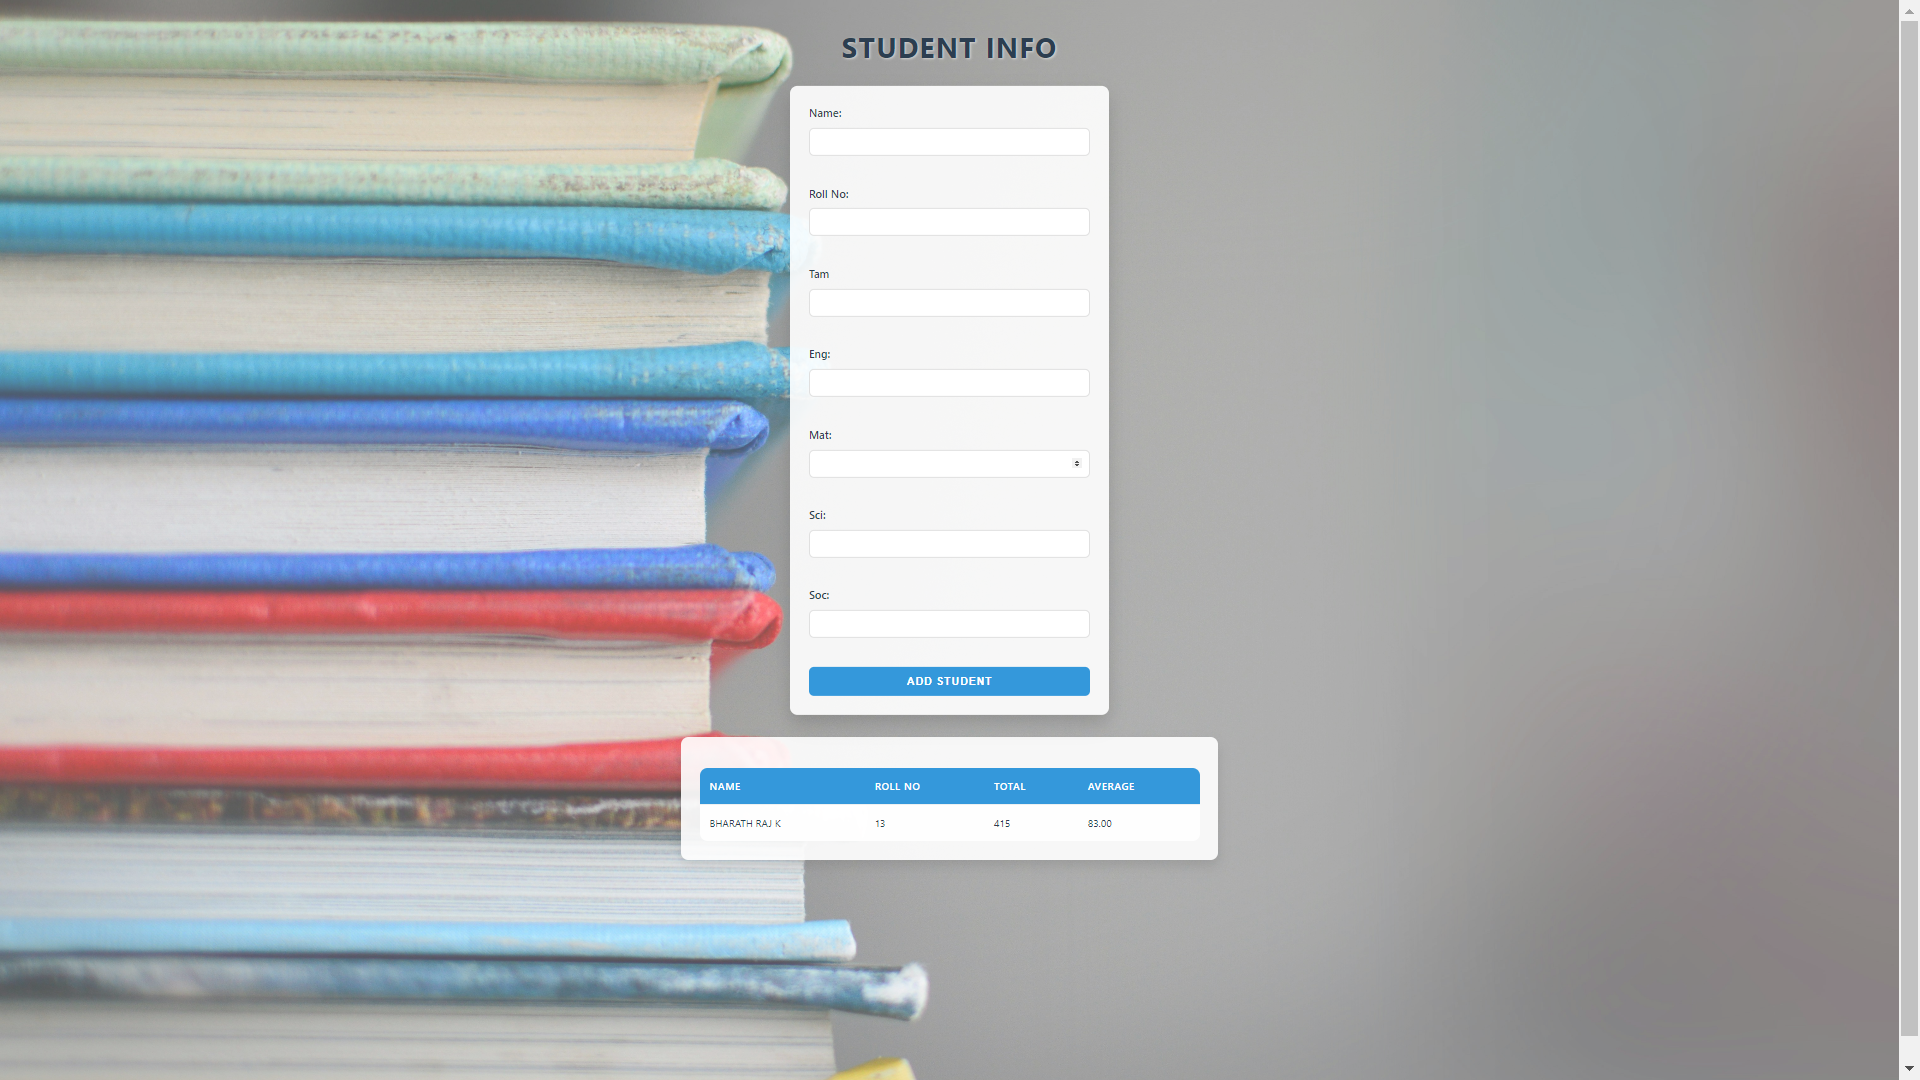 STUDENT INFO
Name:
Roll No:
Tam
Eng:
Mat:
Sci:
Soc:
ADD STUDENT
NAME ROLL NO TOTAL AVERAGE
BHARATH RAJ K 13 415 83.00